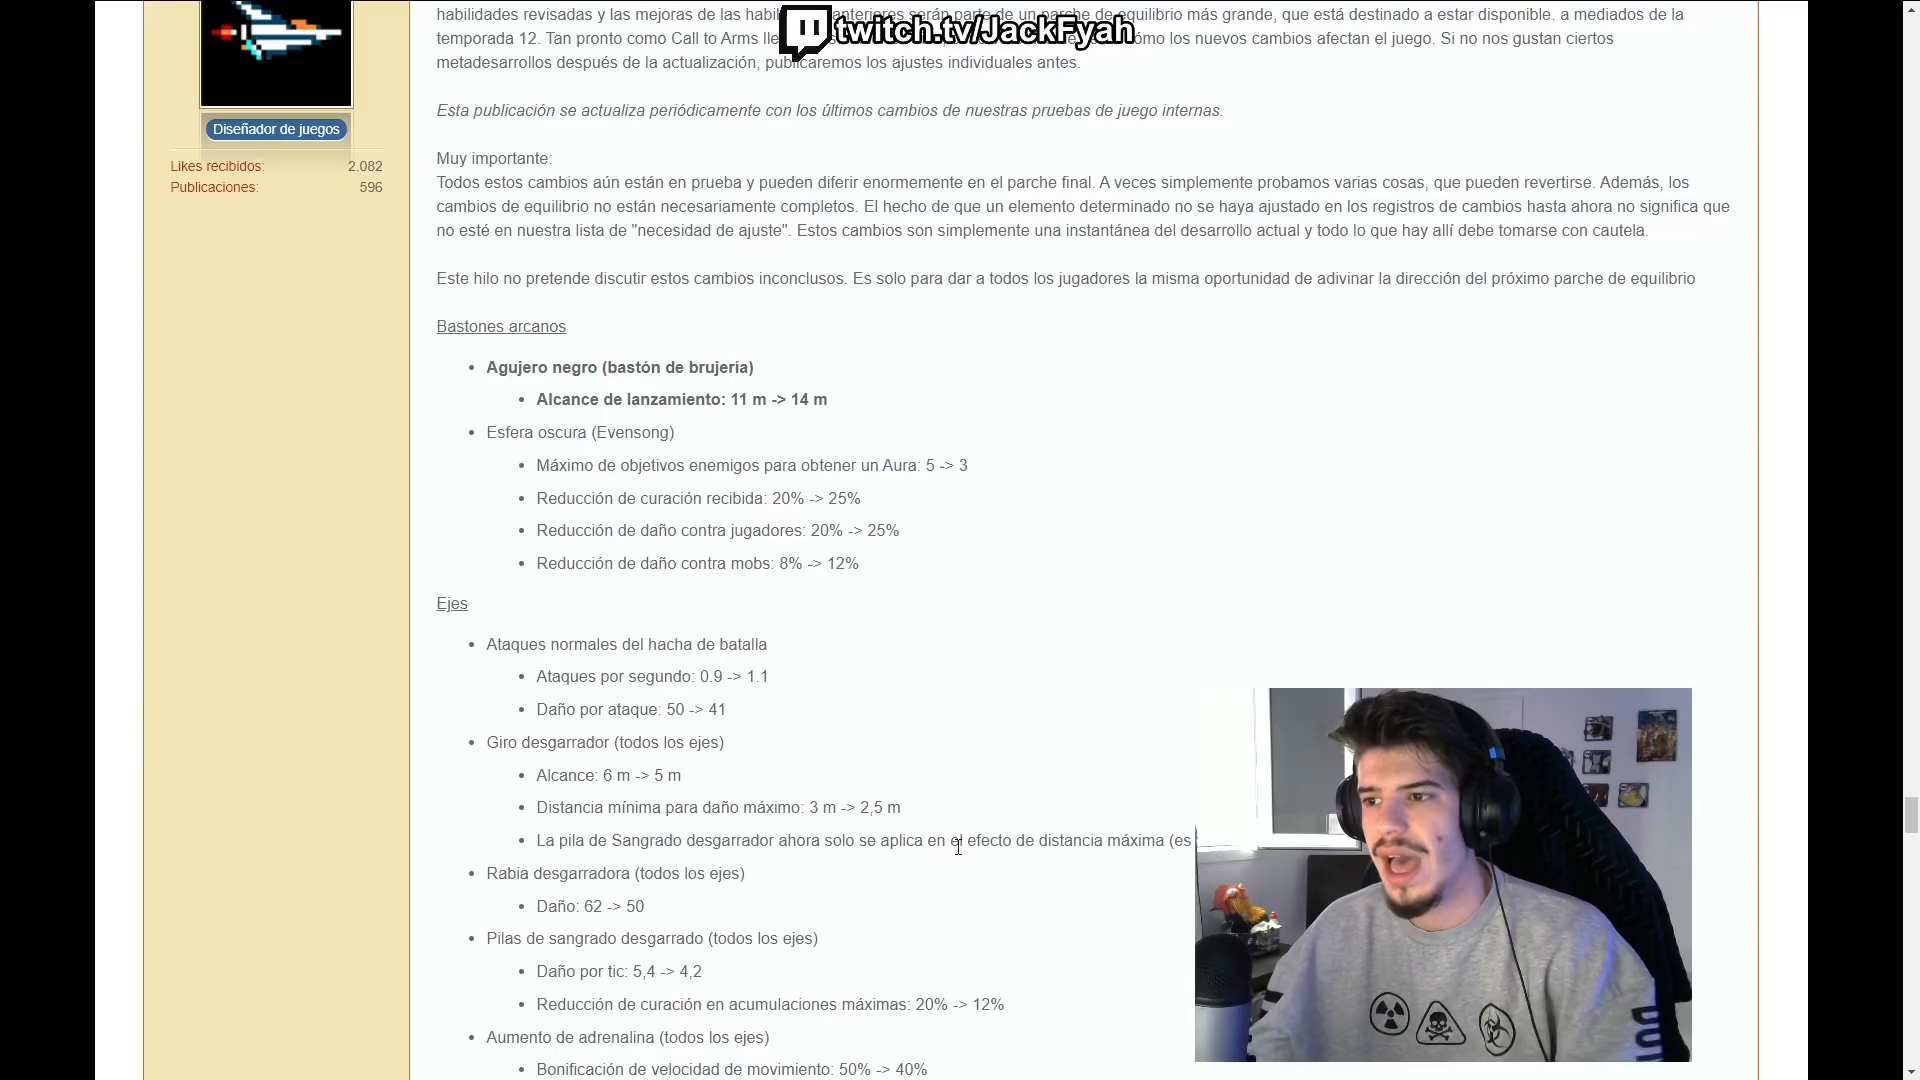 habilidades revisadas y las mejoras de las anteriores serán parte de un parche de equilibrio más grande, que está destinado a estar disponible. a mediados de la
twitch.tv/JackFyah
temporada 12. Tan pronto como Call to Arms cómo los nuevos cambios afectan el juego. Si no nos gustan ciertos
metadesarrollos después de la actualización, publicaremos los ajustes individuales antes.
Esta publicación se actualiza periódicamente con los últimos cambios de nuestras pruebas de juego internas.
Diseñador de juegos
Likes recibidos: 2.082
Publicaciones: 596
Muy importante:
Todos estos cambios aún están en prueba y pueden diferir enormemente en el parche final. A veces simplemente probamos varias cosas, que pueden revertirse. Además, los
cambios de equilibrio no están necesariamente completos. El hecho de que un elemento determinado no se haya ajustado en los registros de cambios hasta ahora no significa que
no esté en nuestra lista de "necesidad de ajuste". Estos cambios son simplemente una instantánea del desarrollo actual y todo lo que hay allí debe tomarse con cautela.
Este hilo no pretende discutir estos cambios inconclusos. Es solo para dar a todos los jugadores la misma oportunidad de adivinar la dirección del próximo parche de equilibrio
Bastones arcanos
Agujero negro (bastón de brujería)
Alcance de lanzamiento: 11 m -> 14 m
Esfera oscura (Evensong)
Máximo de objetivos enemigos para obtener un Aura: 5 -> 3
Reducción de curación recibida: 20% -> 25%
Reducción de daño contra jugadores: 20% -> 25%
Reducción de daño contra mobs: 8% -> 12%
Ejes
Ataques normales del hacha de batalla
Ataques por segundo: 0.9 -> 1.1
Daño por ataque: 50 -> 41
Giro desgarrador (todos los ejes)
Alcance: 6 m -> 5 m
Distancia mínima para daño máximo: 3 m -> 2,5 m
La pila de Sangrado desgarrador ahora solo se aplica en el efecto de distancia máxima (es
Rabia desgarradora (todos los ejes)
Daño: 62 -> 50
Pilas de sangrado desgarrado (todos los ejes)
Daño por tic: 5,4 -> 4,2
Reducción de curación en acumulaciones máximas: 20% -> 12%
Aumento de adrenalina (todos los ejes)
Bonificación de velocidad de movimiento: 50% -> 40%